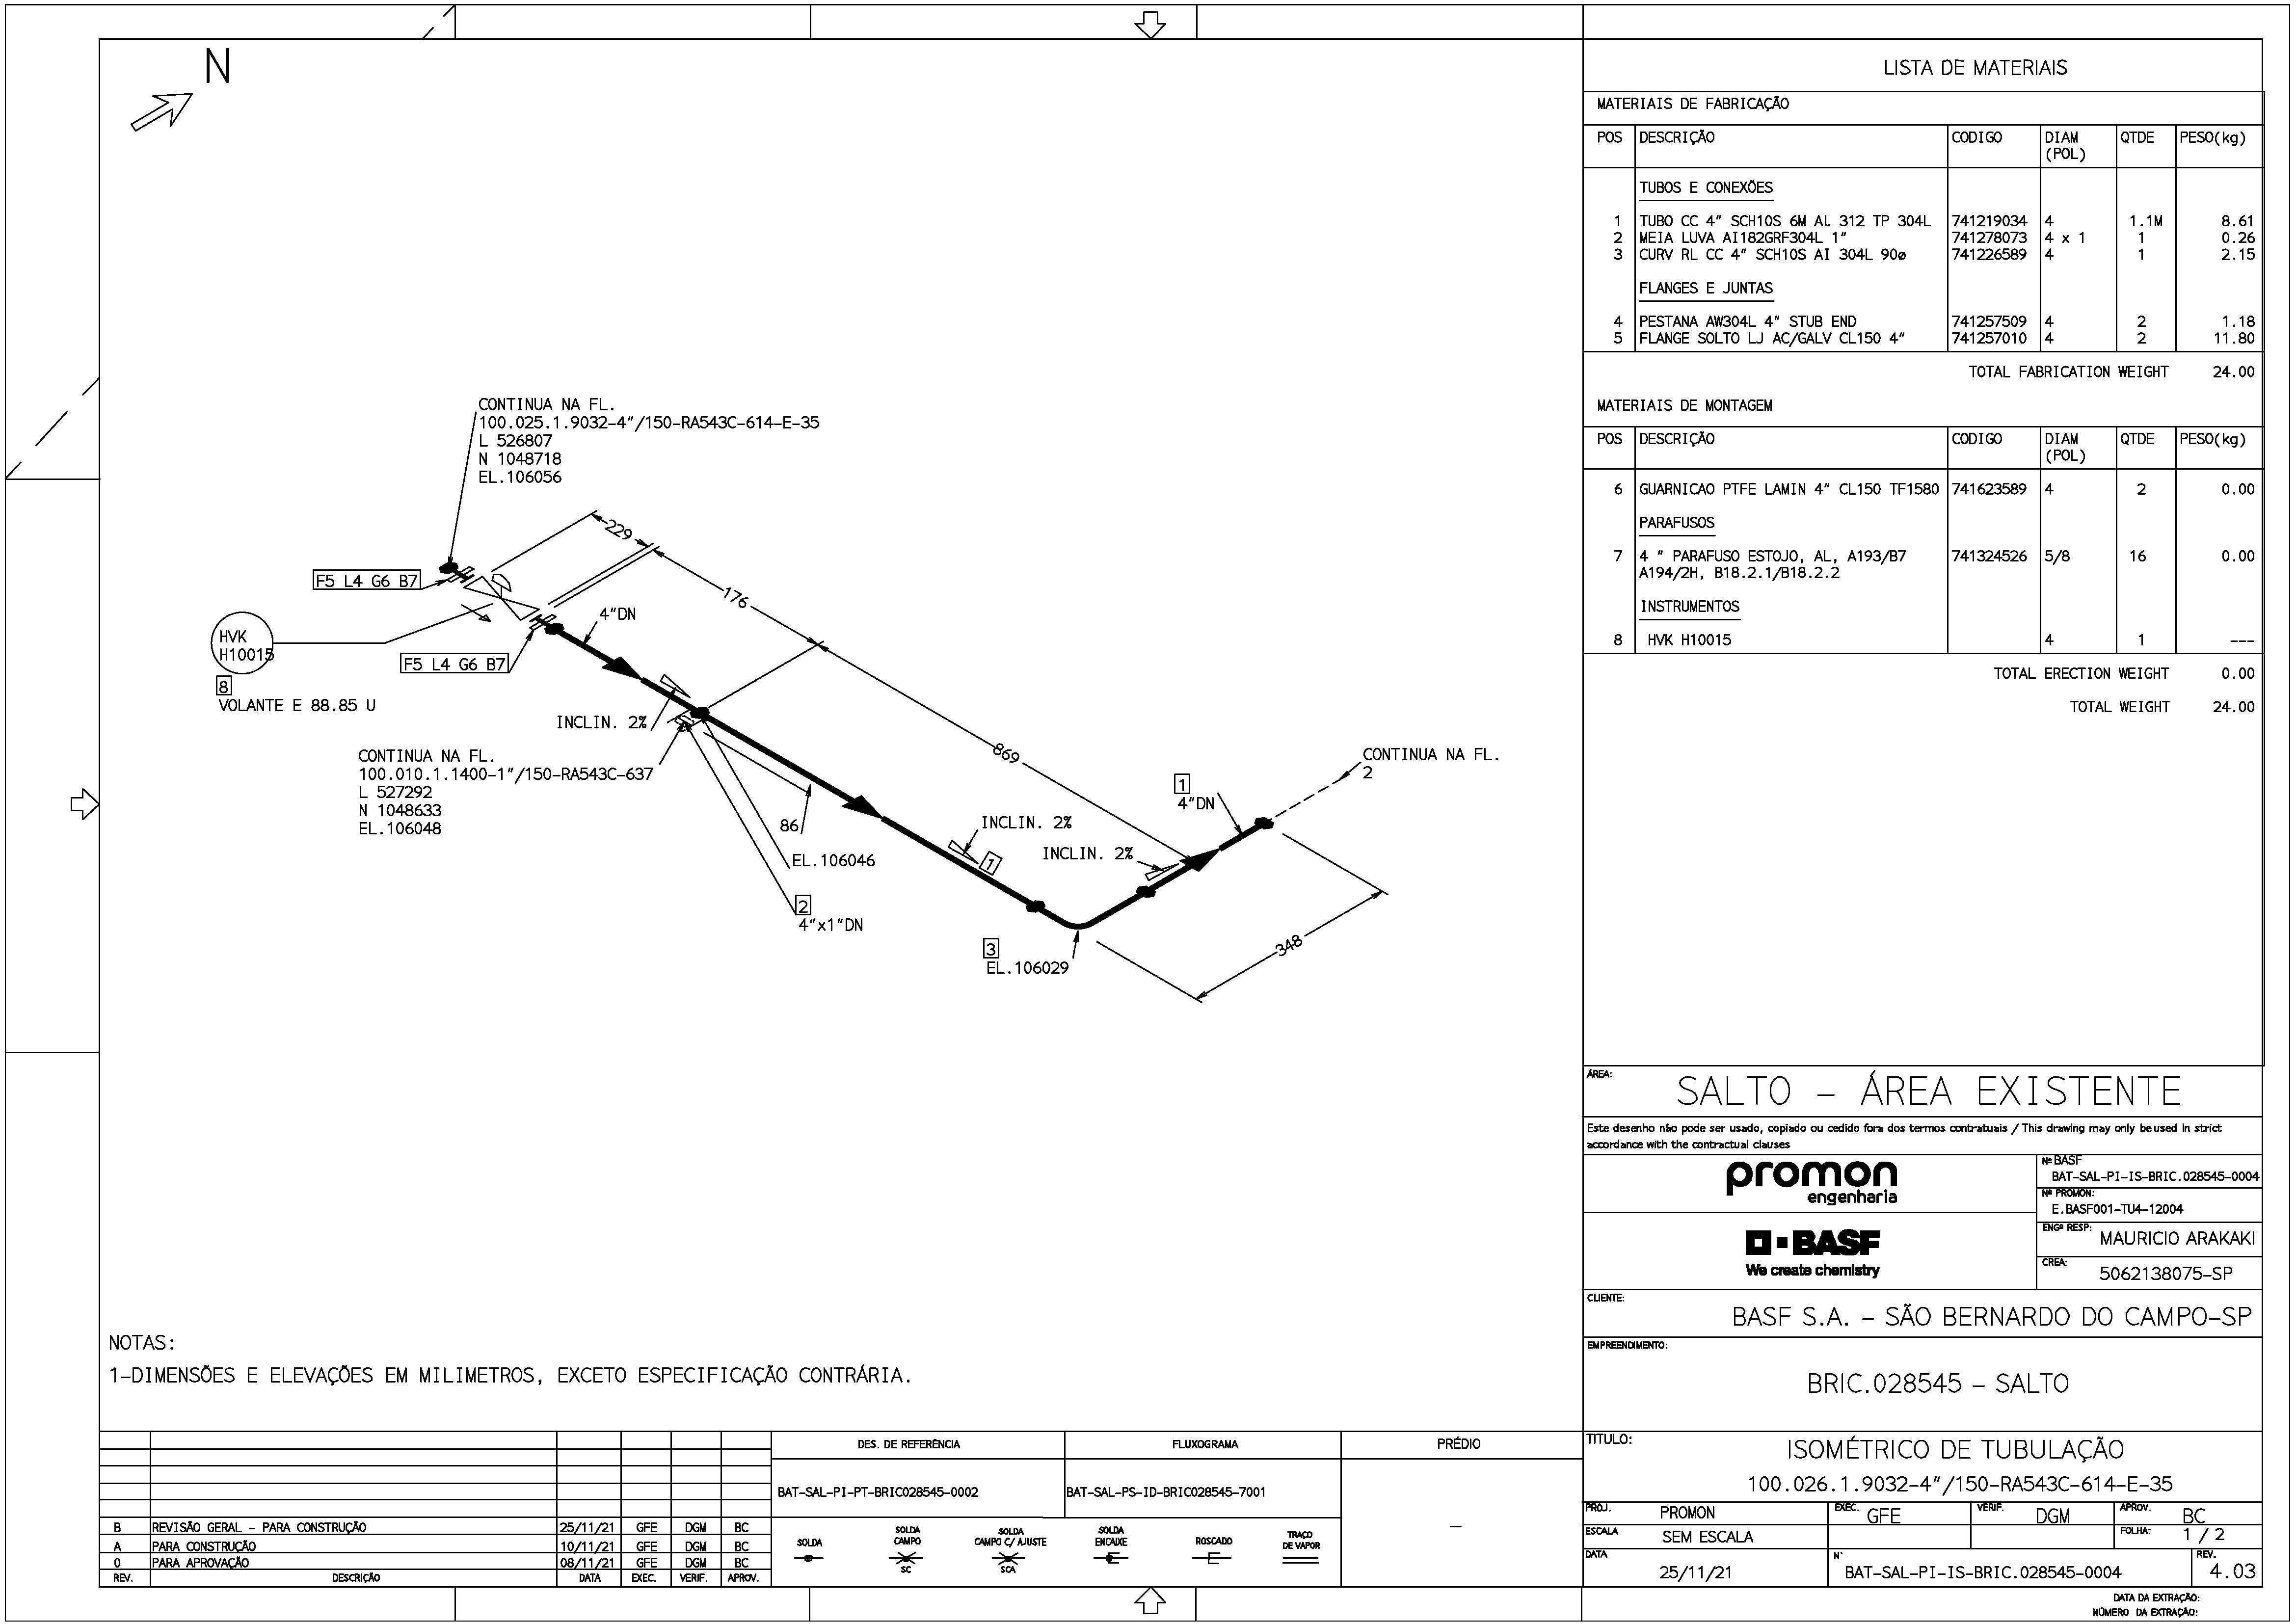 N
LISTA DE MATERIAIS
MATERIAIS DE FABRICAÇÃO
POS DESCRIÇÃO CODIGO DIAM (POL) QTDE PESO(kg)
TUBOS E CONEXÕES
1 TUBO CC 4" SCH10S 6M AL 312 TP 304L 741219034 4 1.1M 8.61
2 MEIA LUVA AI182GRF304L 1" 741278073 4 x 1 1 0.26
3 CURV RL CC 4" SCH10S AI 304L 90ø 741226589 4 1 2.15
FLANGES E JUNTAS
4 PESTANA AW304L 4" STUB END 741257509 4 2 1.18
5 FLANGE SOLTO LJ AC/GALV CL150 4" 741257010 4 2 11.80
TOTAL FABRICATION WEIGHT 24.00
MATERIAIS DE MONTAGEM
POS DESCRIÇÃO CODIGO DIAM (POL) QTDE PESO(kg)
6 GUARNICAO PTFE LAMIN 4" CL150 TF1580 741623589 4 2 0.00
PARAFUSOS
7 4 " PARAFUSO ESTOJO, AL, A193/B7 741324526 5/8 16 0.00
A194/2H, B18.2.1/B18.2.2
INSTRUMENTOS
8 HVK H10015 4 1 ---
TOTAL ERECTION WEIGHT 0.00
TOTAL WEIGHT 24.00
CONTINUA NA FL.
100.025.1.9032-4"/150-RA543C-614-E-35
L 526807
N 1048718
EL.106056
229
F5 L4 G6 B7
176
4"DN
HVK
H10015
F5 L4 G6 B7
8
VOLANTE E 88.85 U
INCLIN. 2%
CONTINUA NA FL.
100.010.1.1400-1"/150-RA543C-637
L 527292
N 1048633
EL.106048
869
CONTINUA NA FL.
2
1
4"DN
86
INCLIN. 2%
EL.106046
1
INCLIN. 2%
2
4"x1"DN
3
EL.106029
348
NOTAS:
1-DIMENSÕES E ELEVAÇÕES EM MILIMETROS, EXCETO ESPECIFICAÇÃO CONTRÁRIA.
ÁREA:
SALTO - ÁREA EXISTENTE
Este desenho não pode ser usado, copiado ou cedido fora dos termos contratuais / This drawing may only be used in strict
accordance with the contractual clauses
promon
engenharia
Nº BASF
BAT-SAL-PI-IS-BRIC.028545-0004
Nº PROMON:
E.BASF001-TU4-12004
BASF
We create chemistry
ENGº RESP:
MAURICIO ARAKAKI
CREA:
5062138075-SP
CLIENTE:
BASF S.A. - SÃO BERNARDO DO CAMPO-SP
EMPREENDIMENTO:
BRIC.028545 - SALTO
TITULO:
ISOMÉTRICO DE TUBULAÇÃO
100.026.1.9032-4"/150-RA543C-614-E-35
PROJ. PROMON EXEC. GFE VERIF. DGM APROV. BC
ESCALA SEM ESCALA FOLHA: 1 / 2
DATA 25/11/21 N° BAT-SAL-PI-IS-BRIC.028545-0004 REV. 4.03
DATA DA EXTRAÇÃO:
NÚMERO DA EXTRAÇÃO:
B REVISÃO GERAL - PARA CONSTRUÇÃO 25/11/21 GFE DGM BC
A PARA CONSTRUÇÃO 10/11/21 GFE DGM BC
0 PARA APROVAÇÃO 08/11/21 GFE DGM BC
REV. DESCRIÇÃO DATA EXEC. VERIF. APROV.
DES. DE REFERÊNCIA FLUXOGRAMA PRÉDIO
BAT-SAL-PI-PT-BRIC028545-0002 BAT-SAL-PS-ID-BRIC028545-7001 -
SOLDA
SOLDA CAMPO
SC
SOLDA CAMPO C/ AJUSTE
SCA
SOLDA ENCAIXE
E
ROSCADO
TRAÇO DE VAPOR